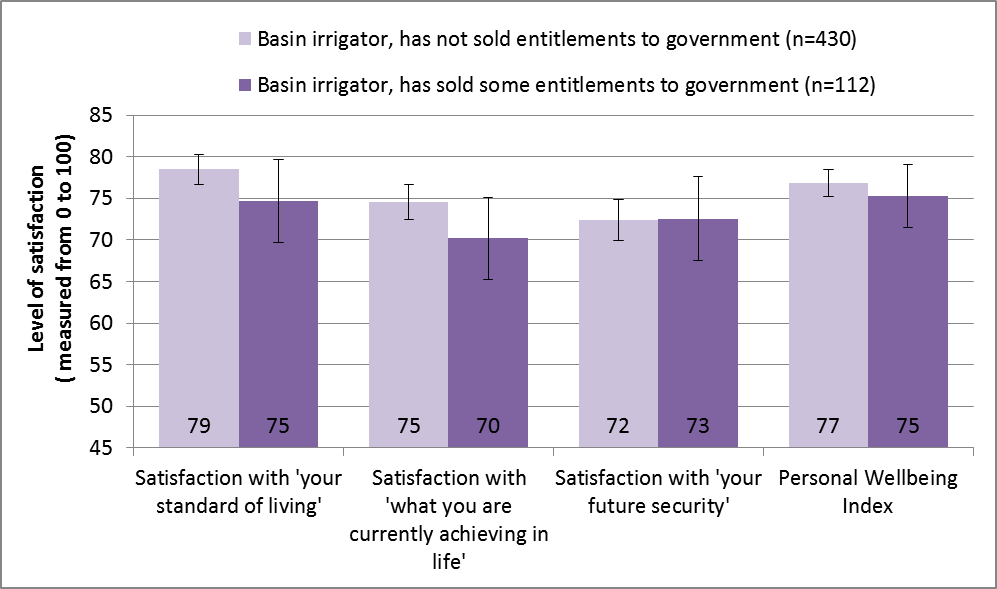 Basin irrigator, has not sold entitlements to government (n=430)
Basin irrigator, has sold some entitlements to government (n=112)
Level of satisfaction
( measured from 0 to 100)
85
80
75
70
65
60
55
50
45
79
75
75
70
72
73
77
75
Satisfaction with 'your
standard of living'
Satisfaction with
'what you are
currently achieving in
life'
Satisfaction with 'your
future security'
Personal Wellbeing
Index